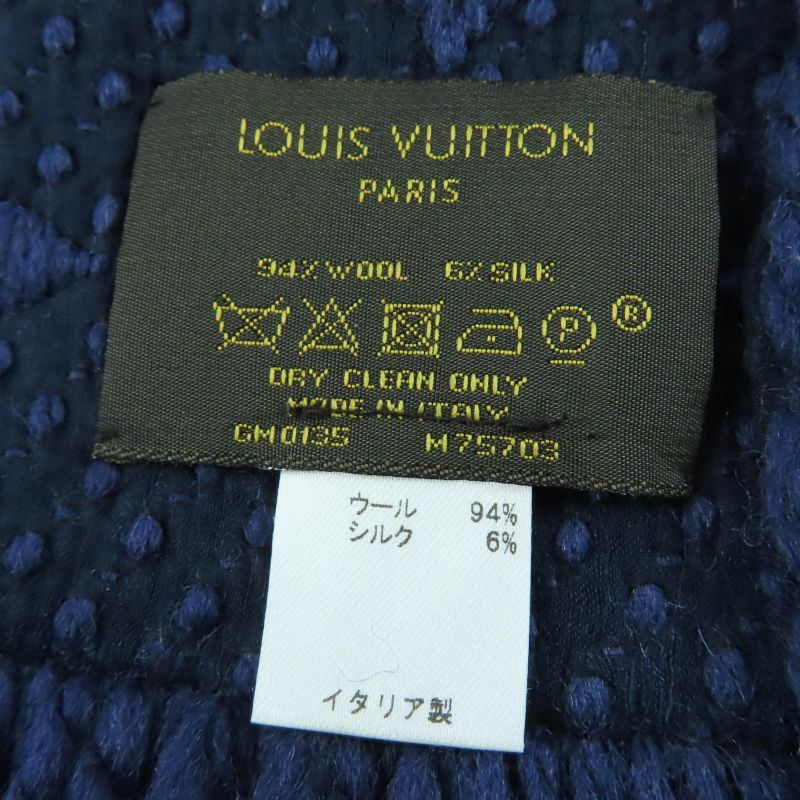 LOUIS VUITTON
PARIS
94% WOOL 6% SILK
P ®
DRY CLEAN ONLY
MADE IN ITALY
GM0135 M75703
ウール 94%
シルク 6%
イタリア製